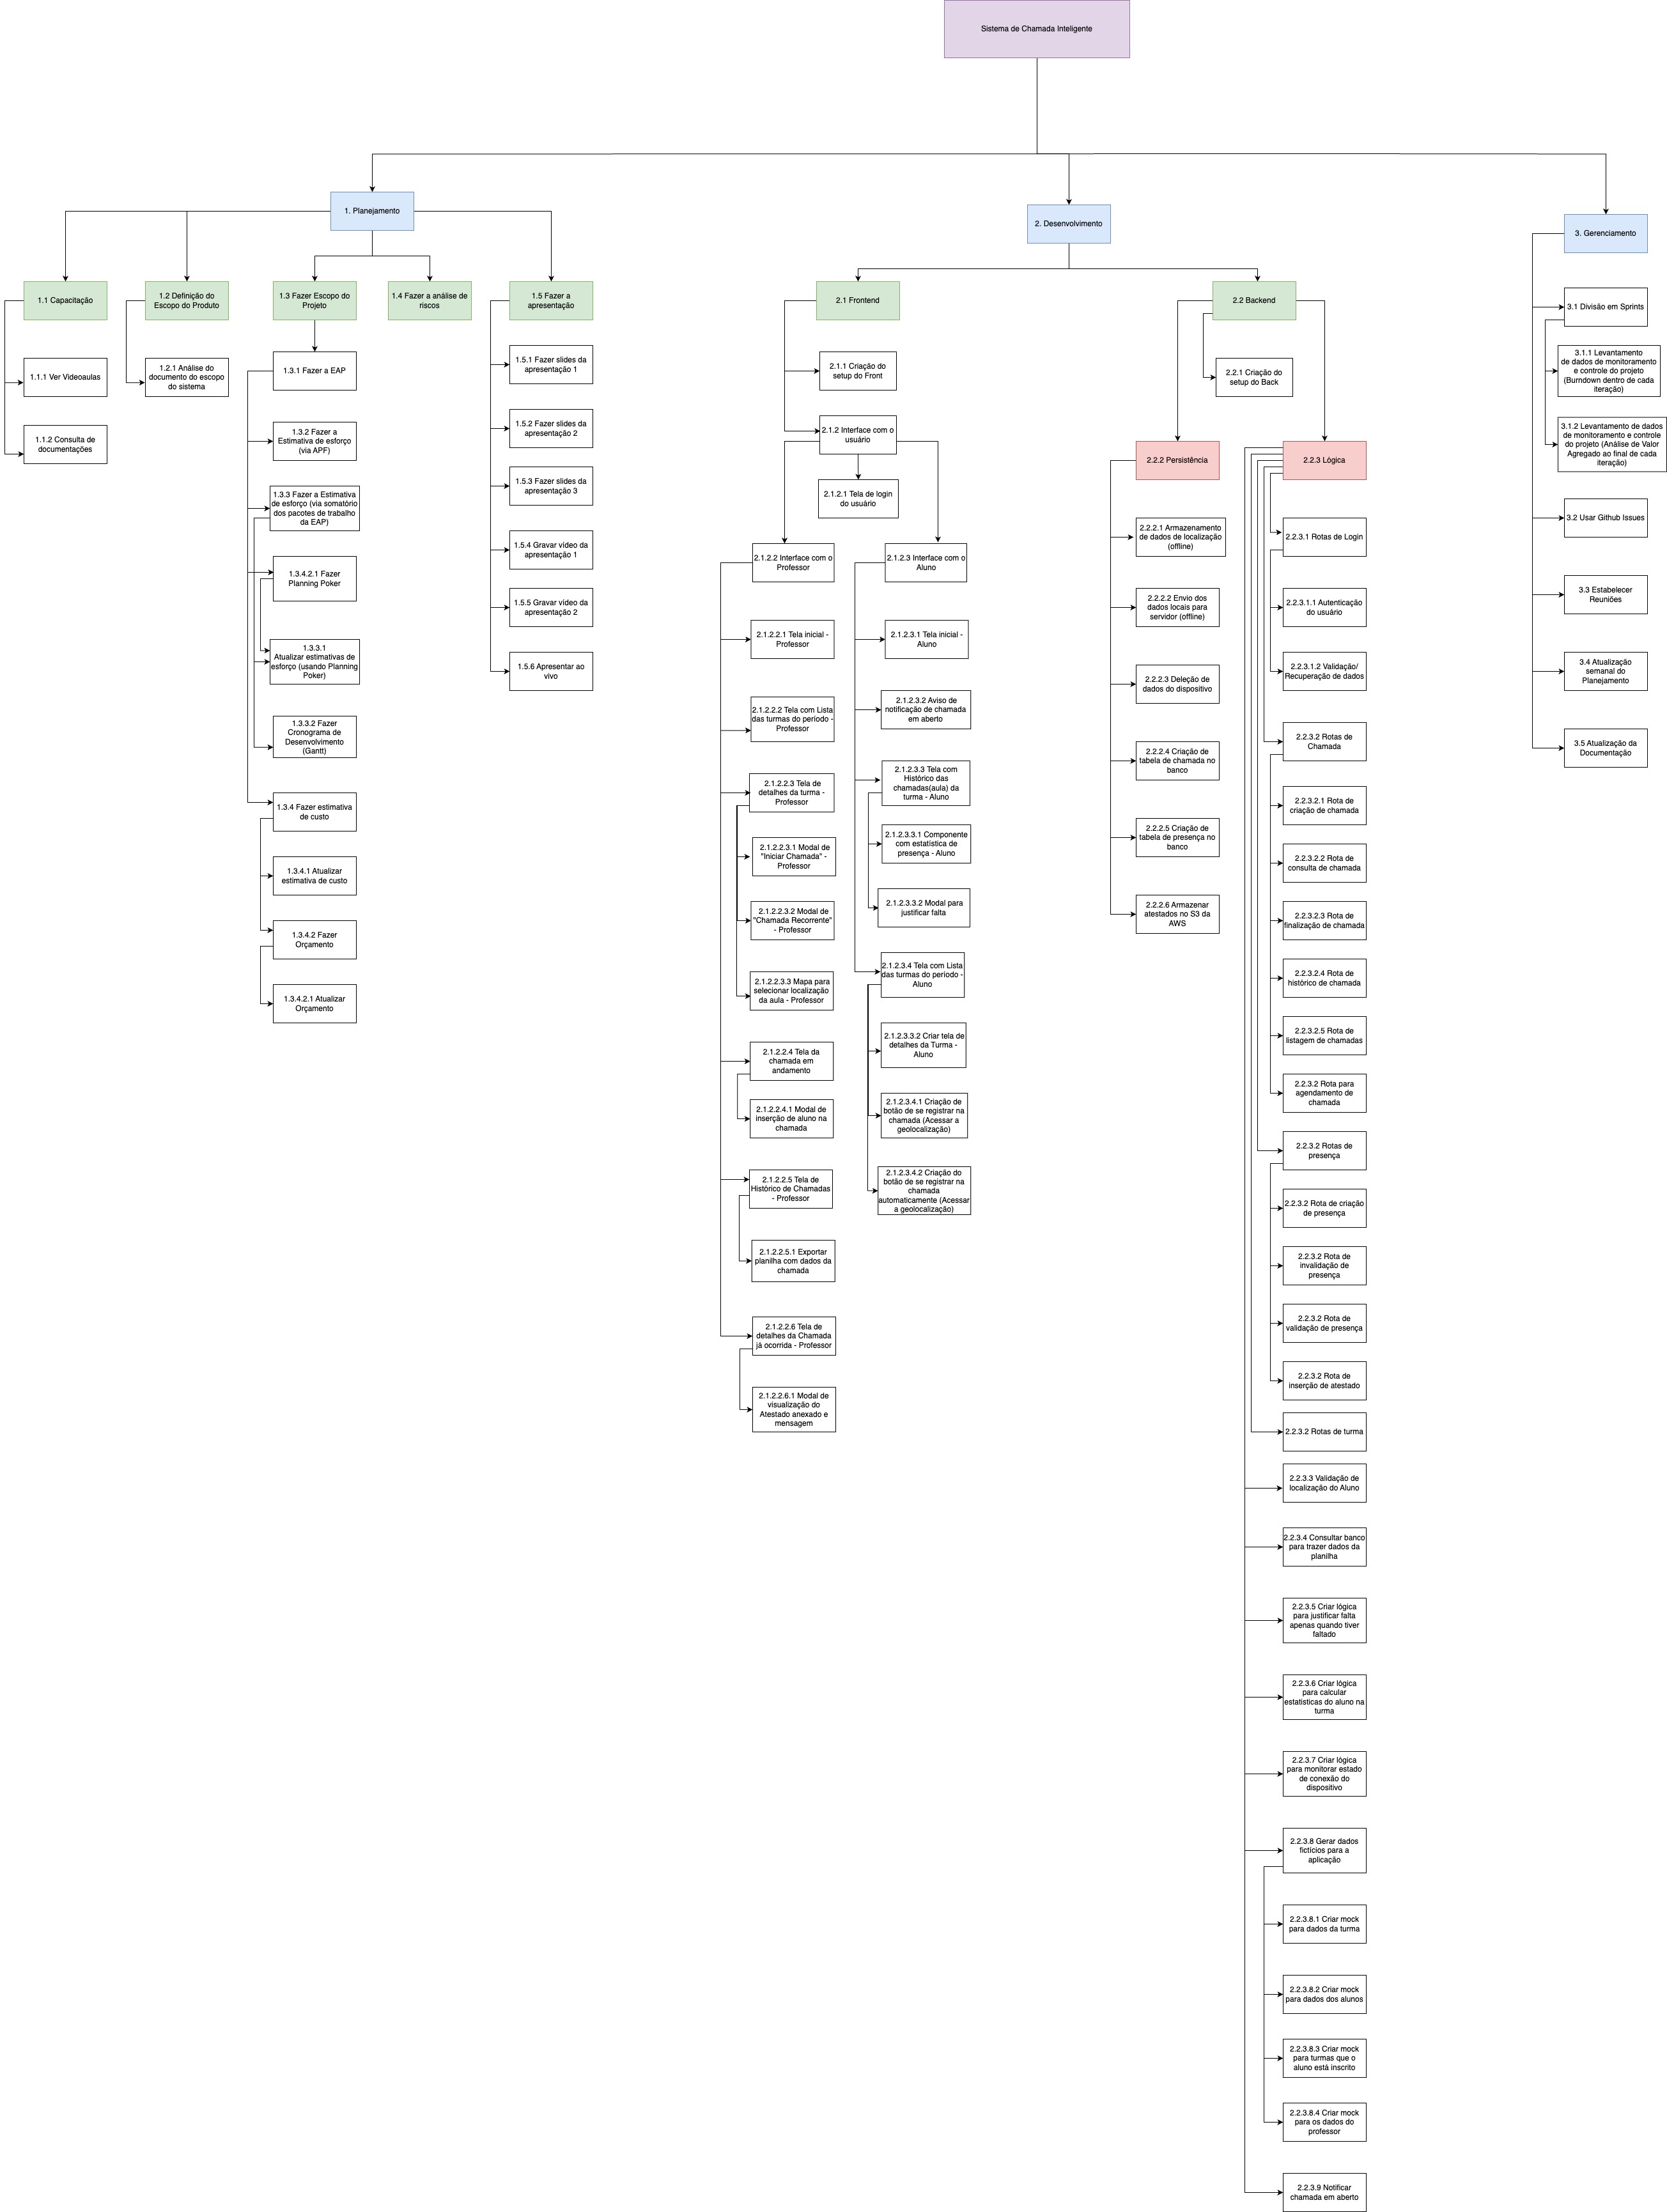 Sistema de Chamada Inteligente
1. Planejamento
2. Desenvolvimento
3. Gerenciamento
1.1 Capacitação
1.1.1 Ver Videoaulas
1.1.2 Consulta de
documentações
1.2 Definição do
Escopo do Produto
1.2.1 Análise do
documento do escopo
do sistema
1.3 Fazer Escopo do
Projeto
1.3.1 Fazer a EAP
1.3.2 Fazer a
Estimativa de esforço
(via APF)
1.3.3 Fazer a Estimativa
de esforço (via somatório
dos pacotes de trabalho
da EAP)
1.3.4.2.1 Fazer
Planning Poker
1.3.3.1
Atualizar estimativas de
esforço (usando Planning
Poker)
1.3.3.2 Fazer
Cronograma de
Desenvolvimento
(Gantt)
1.3.4 Fazer estimativa
de custo
1.3.4.1 Atualizar
estimativa de custo
1.3.4.2 Fazer
Orçamento
1.3.4.2.1 Atualizar
Orçamento
1.4 Fazer a análise de
riscos
1.5 Fazer a
apresentação
1.5.1 Fazer slides da
apresentação 1
1.5.2 Fazer slides da
apresentação 2
1.5.3 Fazer slides da
apresentação 3
1.5.4 Gravar vídeo da
apresentação 1
1.5.5 Gravar vídeo da
apresentação 2
1.5.6 Apresentar ao
vivo
2.1 Frontend
2.1.1 Criação do
setup do Front
2.1.2 Interface com o
usuário
2.1.2.1 Tela de login
do usuário
2.1.2.2 Interface com o
Professor
2.1.2.2.1 Tela inicial -
Professor
2.1.2.2.2 Tela com Lista
das turmas do período -
Professor
2.1.2.2.3 Tela de
detalhes da turma -
Professor
2.1.2.2.3.1 Modal de
"Iniciar Chamada" -
Professor
2.1.2.2.3.2 Modal de
"Chamada Recorrente"
- Professor
2.1.2.2.3.3 Mapa para
selecionar localização
da aula - Professor
2.1.2.2.4 Tela da
chamada em
andamento
2.1.2.2.4.1 Modal de
inserção de aluno na
chamada
2.1.2.2.5 Tela de
Histórico de Chamadas
- Professor
2.1.2.2.5.1 Exportar
planilha com dados da
chamada
2.1.2.2.6 Tela de
detalhes da Chamada
já ocorrida - Professor
2.1.2.2.6.1 Modal de
visualização do
Atestado anexado e
mensagem
2.1.2.3 Interface com o
Aluno
2.1.2.3.1 Tela inicial -
Aluno
2.1.2.3.2 Aviso de
notificação de chamada
em aberto
2.1.2.3.3 Tela com
Histórico das
chamadas(aula) da
turma - Aluno
2.1.2.3.3.1 Componente
com estatística de
presença - Aluno
2.1.2.3.3.2 Modal para
justificar falta
2.1.2.3.4 Tela com Lista
das turmas do período -
Aluno
2.1.2.3.3.2 Criar tela de
detalhes da Turma -
Aluno
2.1.2.3.4.1 Criação de
botão de se registrar na
chamada (Acessar a
geolocalização)
2.1.2.3.4.2 Criação do
botão de se registrar na
chamada
automaticamente (Acessar
a geolocalização)
2.2 Backend
2.2.1 Criação do
setup do Back
2.2.2 Persistência
2.2.2.1 Armazenamento
de dados de localização
(offline)
2.2.2.2 Envio dos
dados locais para
servidor (offline)
2.2.2.3 Deleção de
dados do dispositivo
2.2.2.4 Criação de
tabela de chamada no
banco
2.2.2.5 Criação de
tabela de presença no
banco
2.2.2.6 Armazenar
atestados no S3 da
AWS
2.2.3 Lógica
2.2.3.1 Rotas de Login
2.2.3.1.1 Autenticação
do usuário
2.2.3.1.2 Validação/
Recuperação de dados
2.2.3.2 Rotas de
Chamada
2.2.3.2.1 Rota de
criação de chamada
2.2.3.2.2 Rota de
consulta de chamada
2.2.3.2.3 Rota de
finalização de chamada
2.2.3.2.4 Rota de
histórico de chamada
2.2.3.2.5 Rota de
listagem de chamadas
2.2.3.2 Rota para
agendamento de
chamada
2.2.3.2 Rotas de
presença
2.2.3.2 Rota de criação
de presença
2.2.3.2 Rota de
invalidação de
presença
2.2.3.2 Rota de
validação de presença
2.2.3.2 Rota de
inserção de atestado
2.2.3.2 Rotas de turma
2.2.3.3 Validação de
localização do Aluno
2.2.3.4 Consultar banco
para trazer dados da
planilha
2.2.3.5 Criar lógica
para justificar falta
apenas quando tiver
faltado
2.2.3.6 Criar lógica
para calcular
estatísticas do aluno na
turma
2.2.3.7 Criar lógica
para monitorar estado
de conexão do
dispositivo
2.2.3.8 Gerar dados
fictícios para a
aplicação
2.2.3.8.1 Criar mock
para dados da turma
2.2.3.8.2 Criar mock
para dados dos alunos
2.2.3.8.3 Criar mock
para turmas que o
aluno está inscrito
2.2.3.8.4 Criar mock
para os dados do
professor
2.2.3.9 Notificar
chamada em aberto
3.1 Divisão em Sprints
3.1.1 Levantamento
de dados de monitoramento
e controle do projeto
(Burndown dentro de cada
iteração)
3.1.2 Levantamento de dados
de monitoramento e controle
do projeto (Análise de Valor
Agregado ao final de cada
iteração)
3.2 Usar Github Issues
3.3 Estabelecer
Reuniões
3.4 Atualização
semanal do
Planejamento
3.5 Atualização da
Documentação